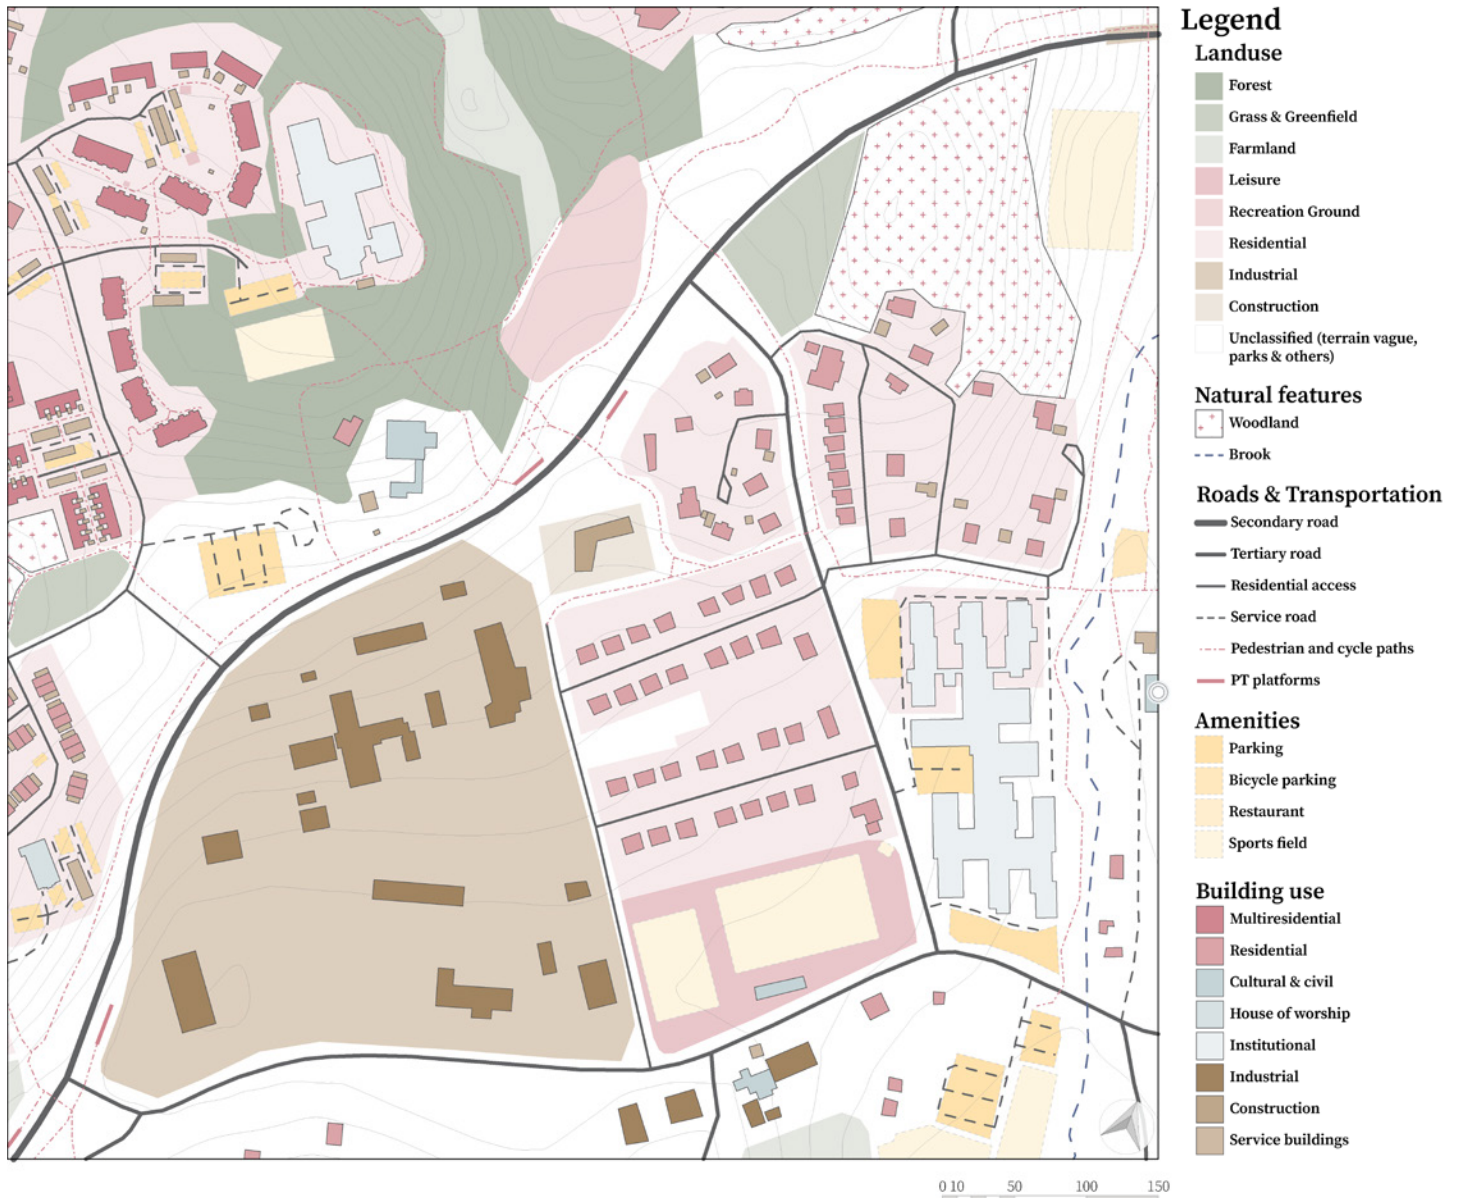 Legend
Landuse
Forest
Grass & Greenfield
Farmland
Leisure
Recreation Ground
Residential
Industrial
Construction
Unclassified (terrain vague,
parks & others)
Natural features
Woodland
Brook
Roads & Transportation
Secondary road
Tertiary road
Residential access
Service road
Pedestrian and cycle paths
PT platforms
Amenities
Parking
Bicycle parking
Restaurant
Sports field
Building use
Multiresidential
Residential
Cultural & civil
House of worship
Institutional
Industrial
Construction
Service buildings
0 10 50 100 150